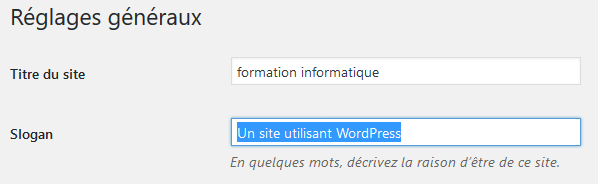 Réglages généraux
Titre du site
formation informatique
Slogan
Un site utilisant WordPress
En quelques mots, décrivez la raison d'être de ce site.